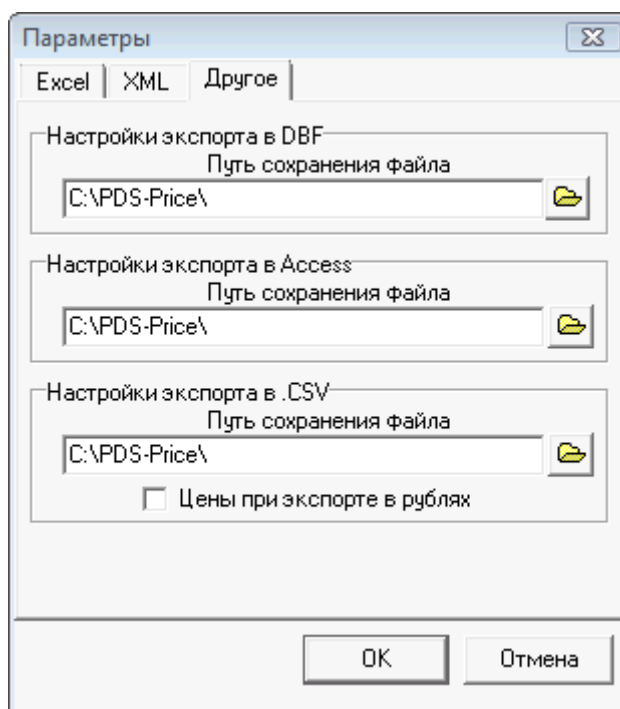 Параметры
Excel XML Другое
Настройки экспорта в DBF
Путь сохранения файла
C:\PDS-Price\
Настройки экспорта в Access
Путь сохранения файла
C:\PDS-Price\
Настройки экспорта в .CSV
Путь сохранения файла
C:\PDS-Price\
Цены при экспорте в рублях
OK Отмена